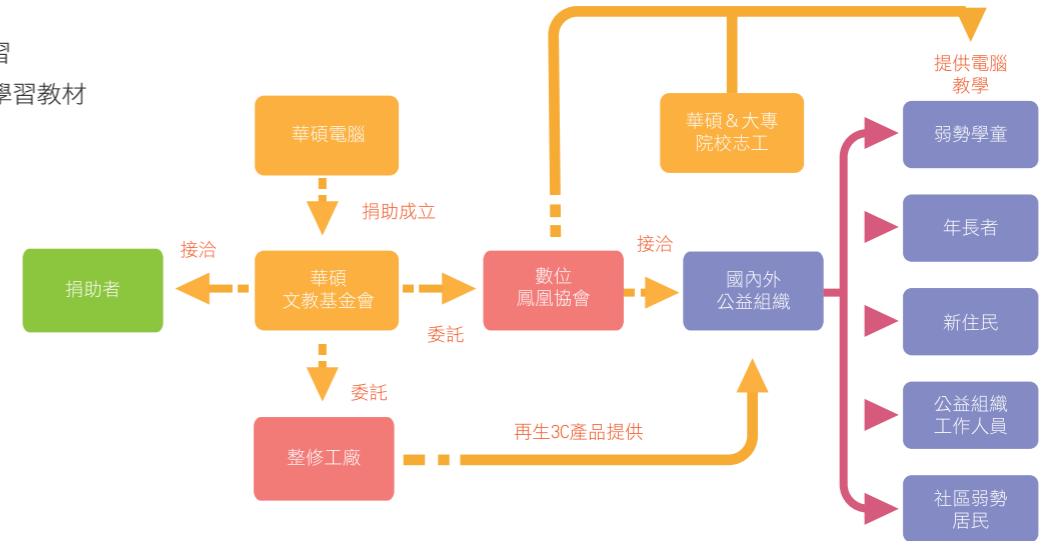 習
學習教材
提供電腦
教學
華碩電腦
華碩&大專
院校志工
弱勢學童
捐助成立
年長者
接洽
接洽
捐助者
華碩
文教基金會
數位
鳳凰協會
國內外
公益組織
委託
新住民
委託
公益組織
工作人員
再生3C產品提供
整修工廠
社區弱勢
居民